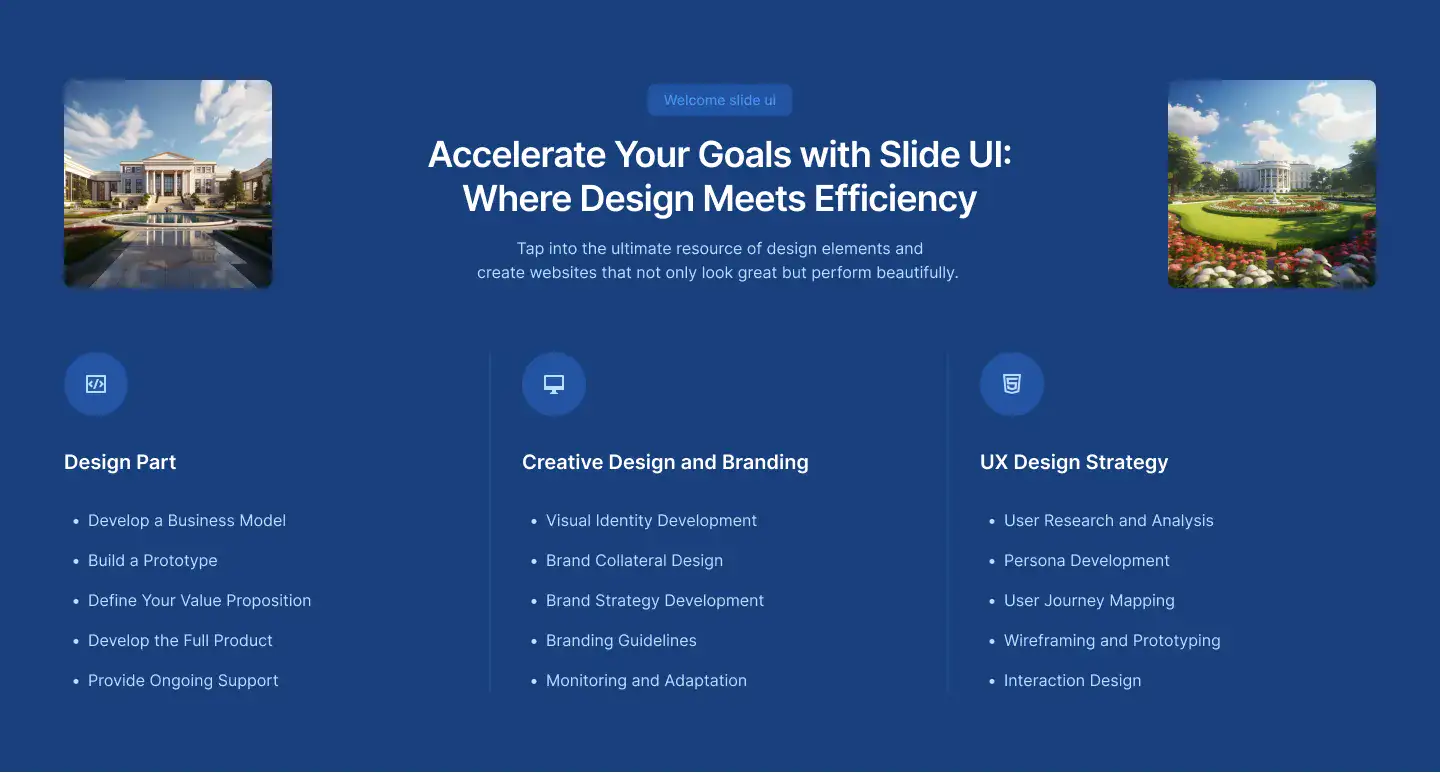 Welcome slide ui
Accelerate Your Goals with Slide UI:
Where Design Meets Efficiency
Tap into the ultimate resource of design elements and
create websites that not only look great but perform beautifully.
Design Part
• Develop a Business Model
• Build a Prototype
• Define Your Value Proposition
• Develop the Full Product
• Provide Ongoing Support
Creative Design and Branding
• Visual Identity Development
• Brand Collateral Design
• Brand Strategy Development
• Branding Guidelines
• Monitoring and Adaptation
UX Design Strategy
• User Research and Analysis
• Persona Development
• User Journey Mapping
• Wireframing and Prototyping
• Interaction Design